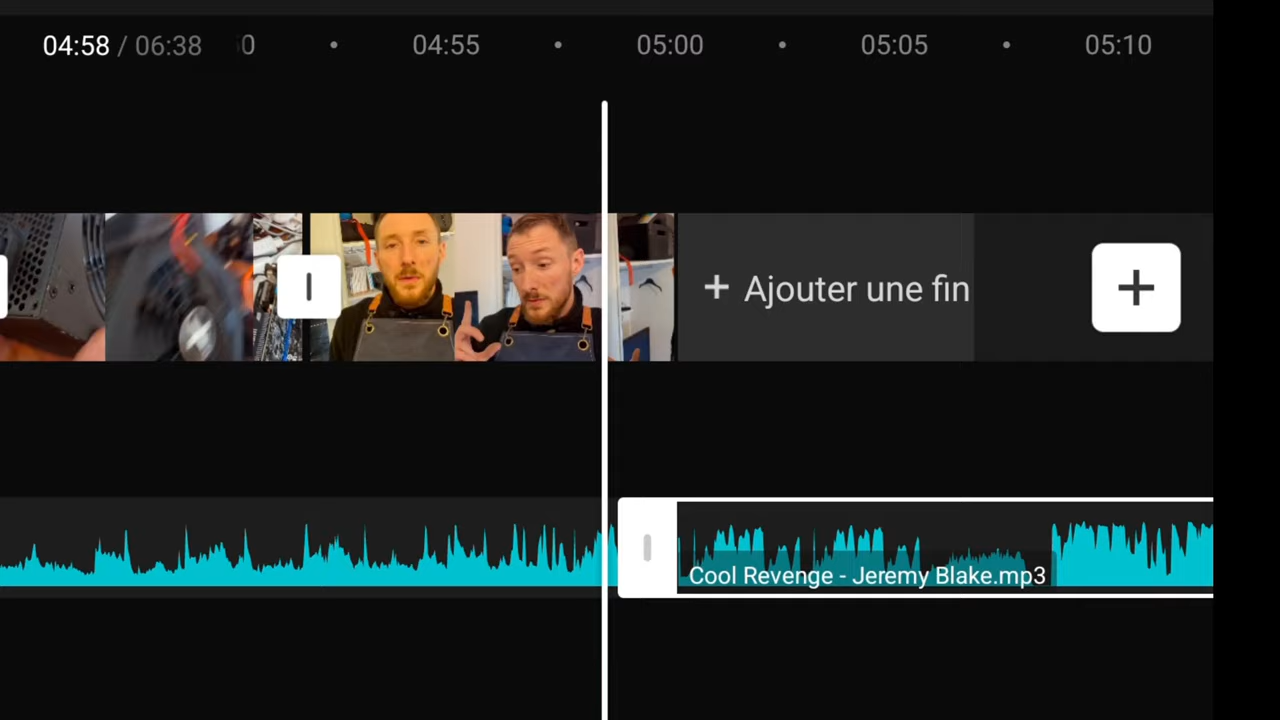 04:58 / 06:38
04:55
05:00
05:05
05:10
+ Ajouter une fin
Cool Revenge - Jeremy Blake.mp3